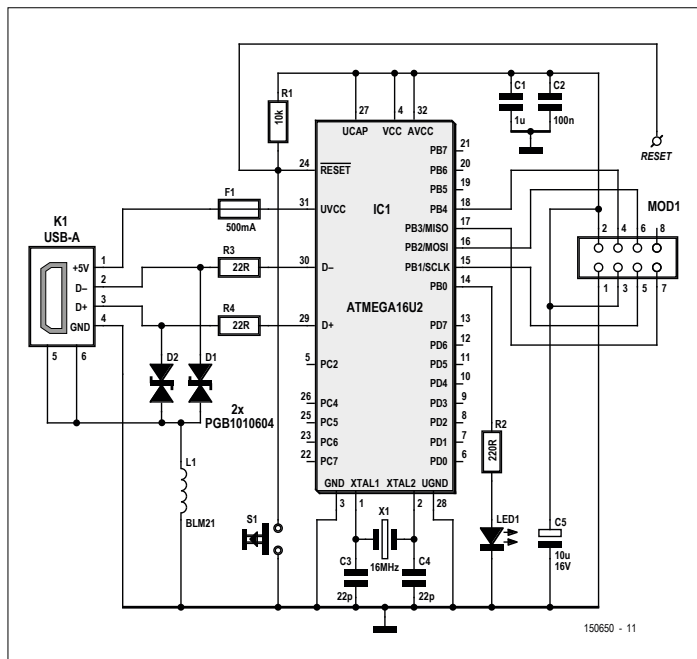 R1
10k
27
4
32
UCAP
VCC
AVCC
C1
1u
C2
100n
RESET
24
RESET
PB7
21
PB6
20
PB5
19
PB4
18
PB3/MISO
17
PB2/MOSI
16
PB1/SCLK
15
PB0
14
MOD1
2
4
6
8
1
3
5
7
F1
500mA
31
UVCC
IC1
K1
USB-A
+5V
1
D–
2
D+
3
GND
4
5
6
R3
22R
30
D–
R4
22R
29
D+
ATMEGA16U2
D2
D1
2x
PGB1010604
5
PC2
26
PC4
25
PC5
23
PC6
22
PC7
PD7
13
PD6
12
PD5
11
PD4
10
PD3
9
PD2
8
PD1
7
PD0
6
GND
XTAL1
XTAL2
UGND
3
1
2
28
R2
220R
L1
BLM21
S1
X1
16MHz
C3
22p
C4
22p
LED1
C5
10u
16V
150650 - 11